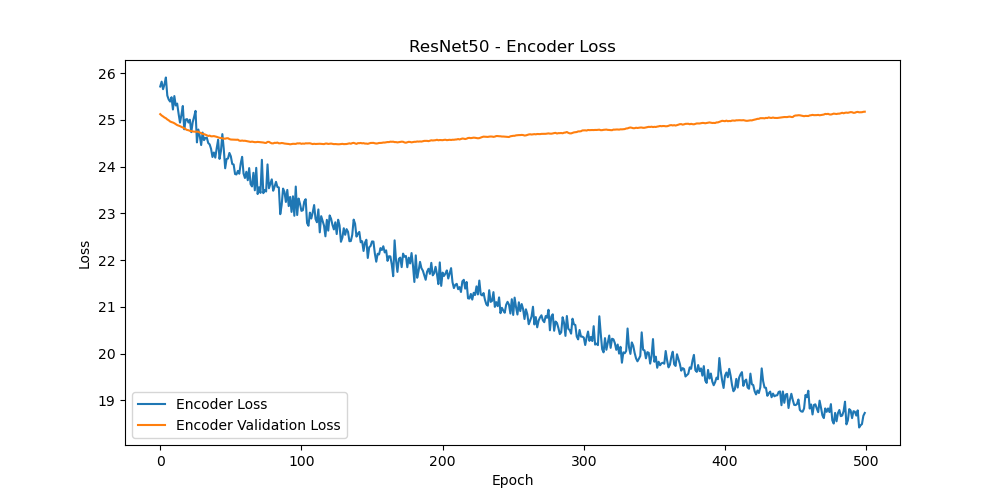 ResNet50 - Encoder Loss
26
25
24
23
22
21
20
19
Loss
Encoder Loss
Encoder Validation Loss
0 100 200 300 400 500
Epoch